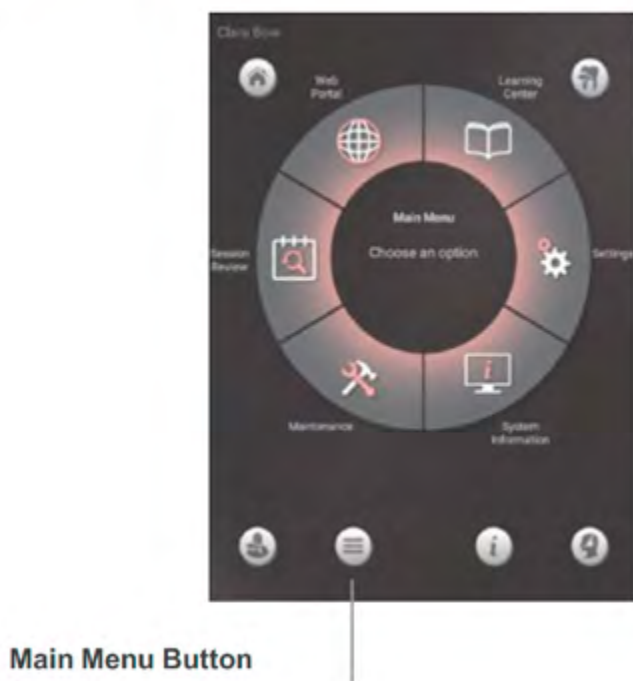 Clara Bow
Web
Portal
Learning
Center
Main Menu
Choose an option
Session
Review
Settings
Maintenance
System
Information
Main Menu Button